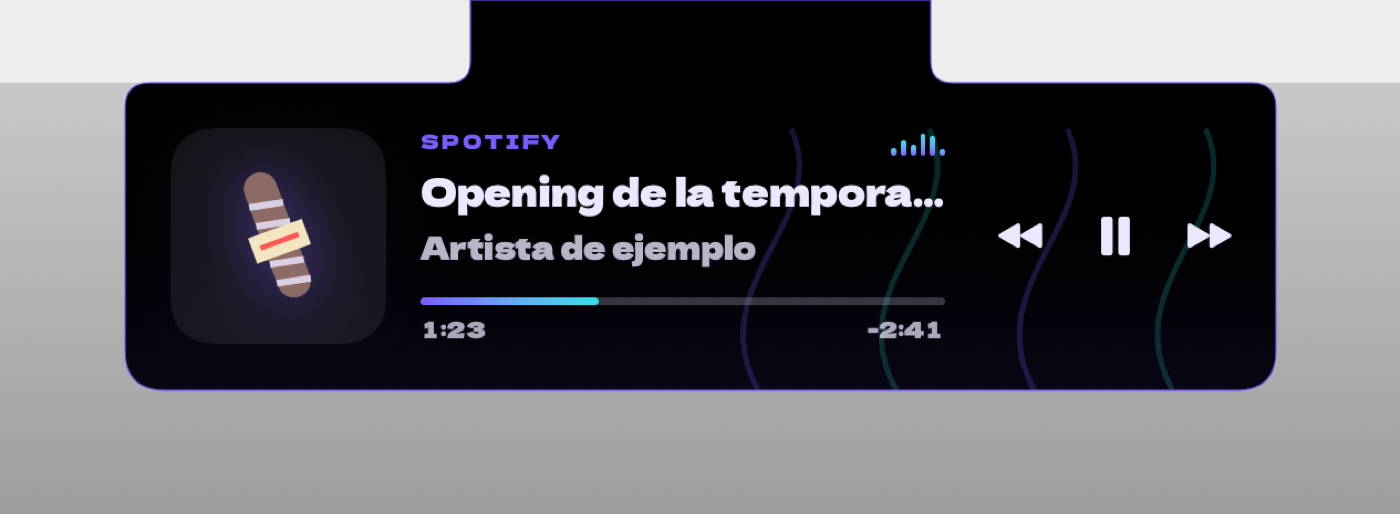 SPOTIFY
Opening de la tempora...
Artista de ejemplo
1:23
-2:41